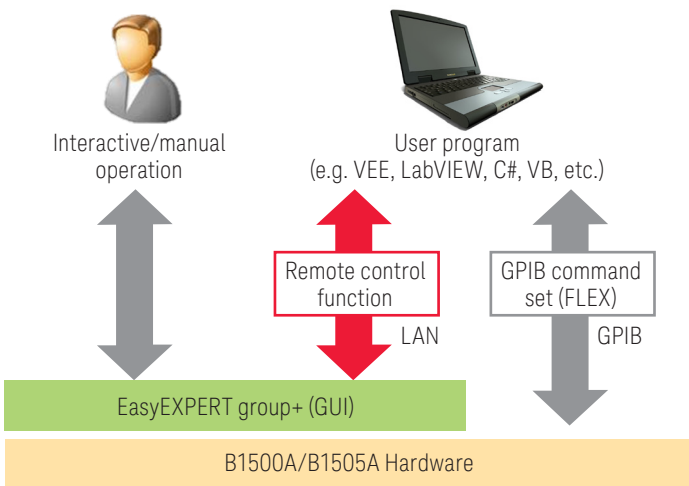 Interactive/manual
operation
User program
(e.g. VEE, LabVIEW, C#, VB, etc.)
Remote control
function
LAN
GPIB command
set (FLEX)
GPIB
EasyEXPERT group+ (GUI)
B1500A/B1505A Hardware